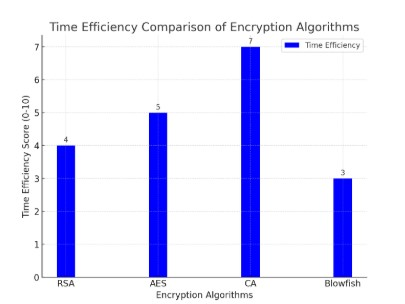 Time Efficiency Comparison of Encryption Algorithms
Time Efficiency
7
6
5
4
3
2
1
0
Time Efficiency Score (0-10)
4
5
7
3
RSA AES CA Blowfish
Encryption Algorithms